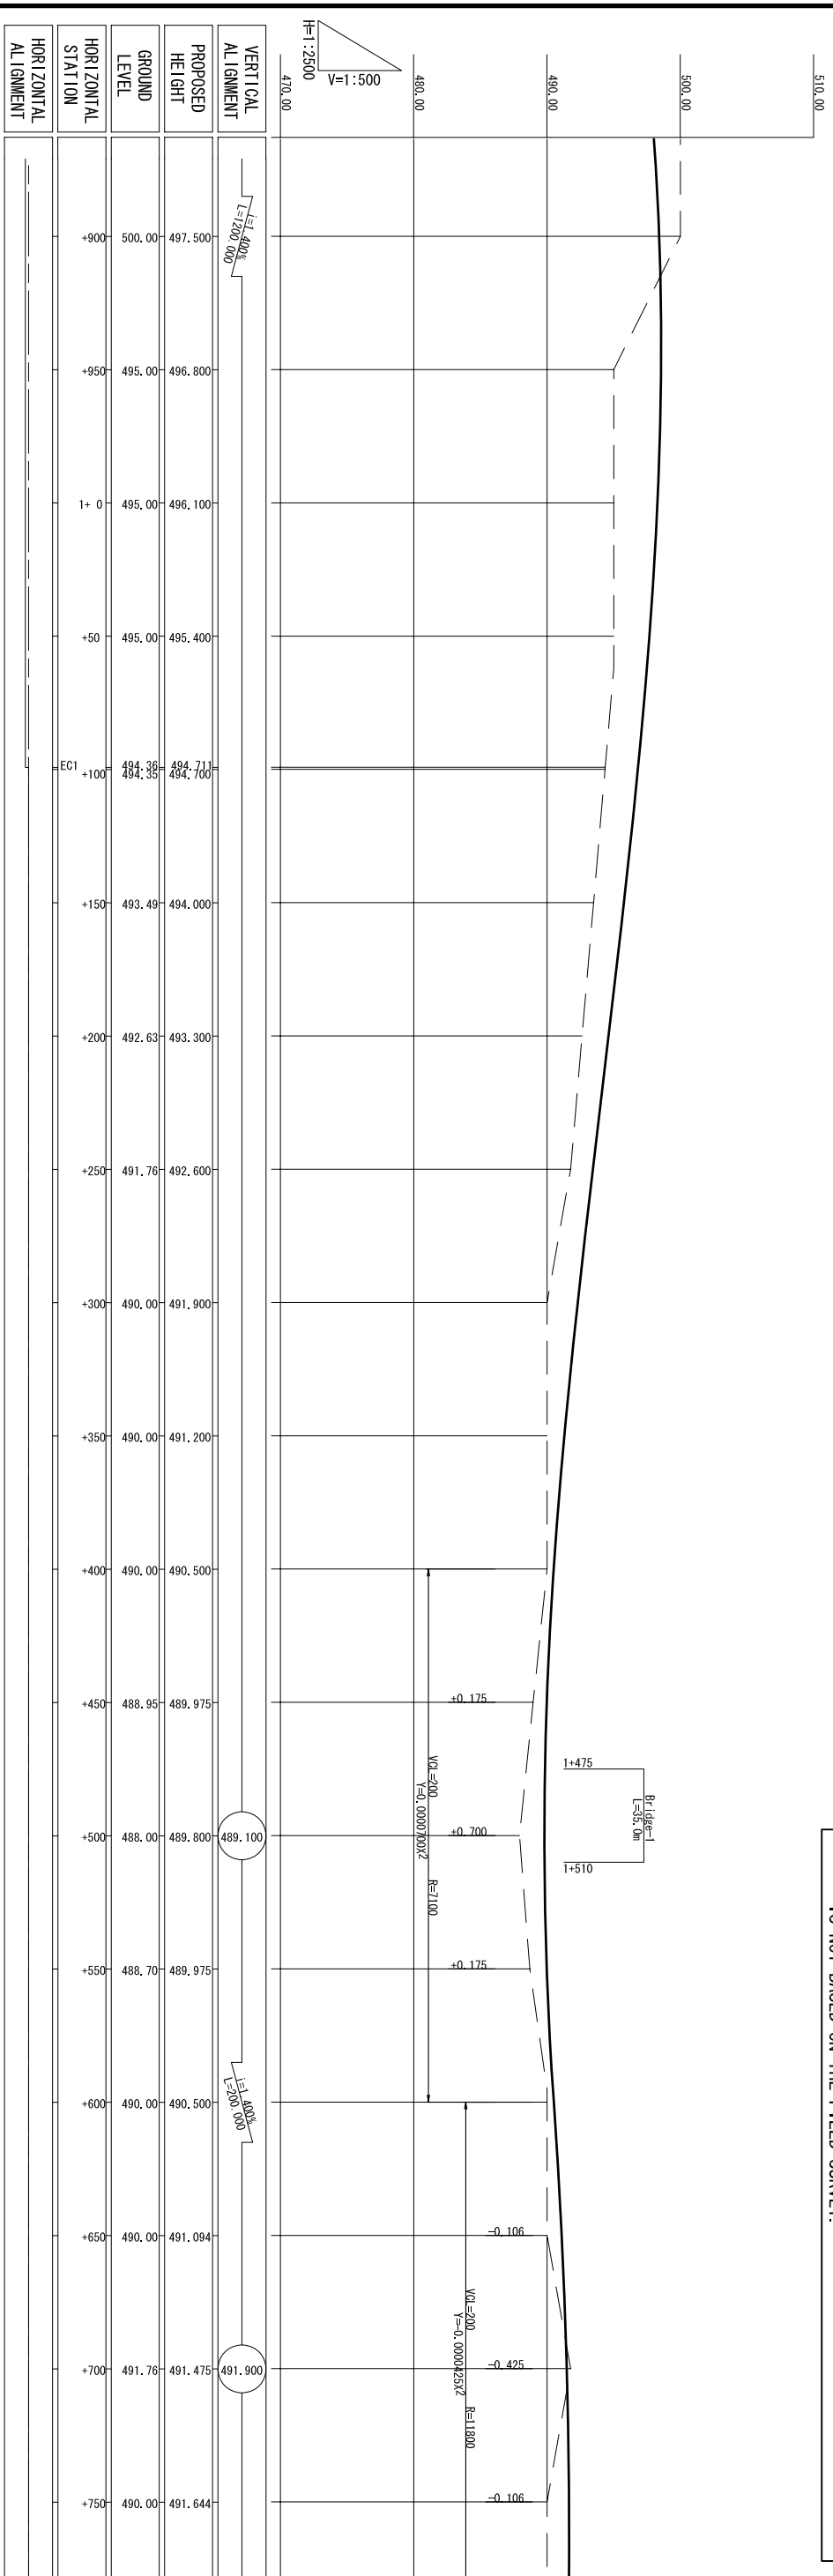 510.00
500.00
490.00
480.00
470.00
H=1:2500
V=1:500
VERTICAL
ALIGNMENT
PROPOSED
HEIGHT
GROUND
LEVEL
HORIZONTAL
STATION
HORIZONTAL
ALIGNMENT
i=1.400%
L=1200.000
+900 500.00 497.500
+950 495.00 496.800
1+ 0 495.00 496.100
+50 495.00 495.400
EC1 494.36 494.711
+100 494.35 494.700
+150 493.49 494.000
+200 492.63 493.300
+250 491.76 492.600
+300 490.00 491.900
+350 490.00 491.200
+400 490.00 490.500
+450 488.95 489.975 +0.175
1+475
Bridge-1
L=35.0m
VCL=200 R=7100
Y=0.0000700X2
+500 488.00 489.800 489.100 +0.700
1+510
+550 488.70 489.975 +0.175
i=1.400%
L=200.000
+600 490.00 490.500
+650 490.00 491.094 -0.106
VCL=200 R=11800
Y=-0.0000425X2
+700 491.76 491.475 491.900 -0.425
+750 490.00 491.644 -0.106